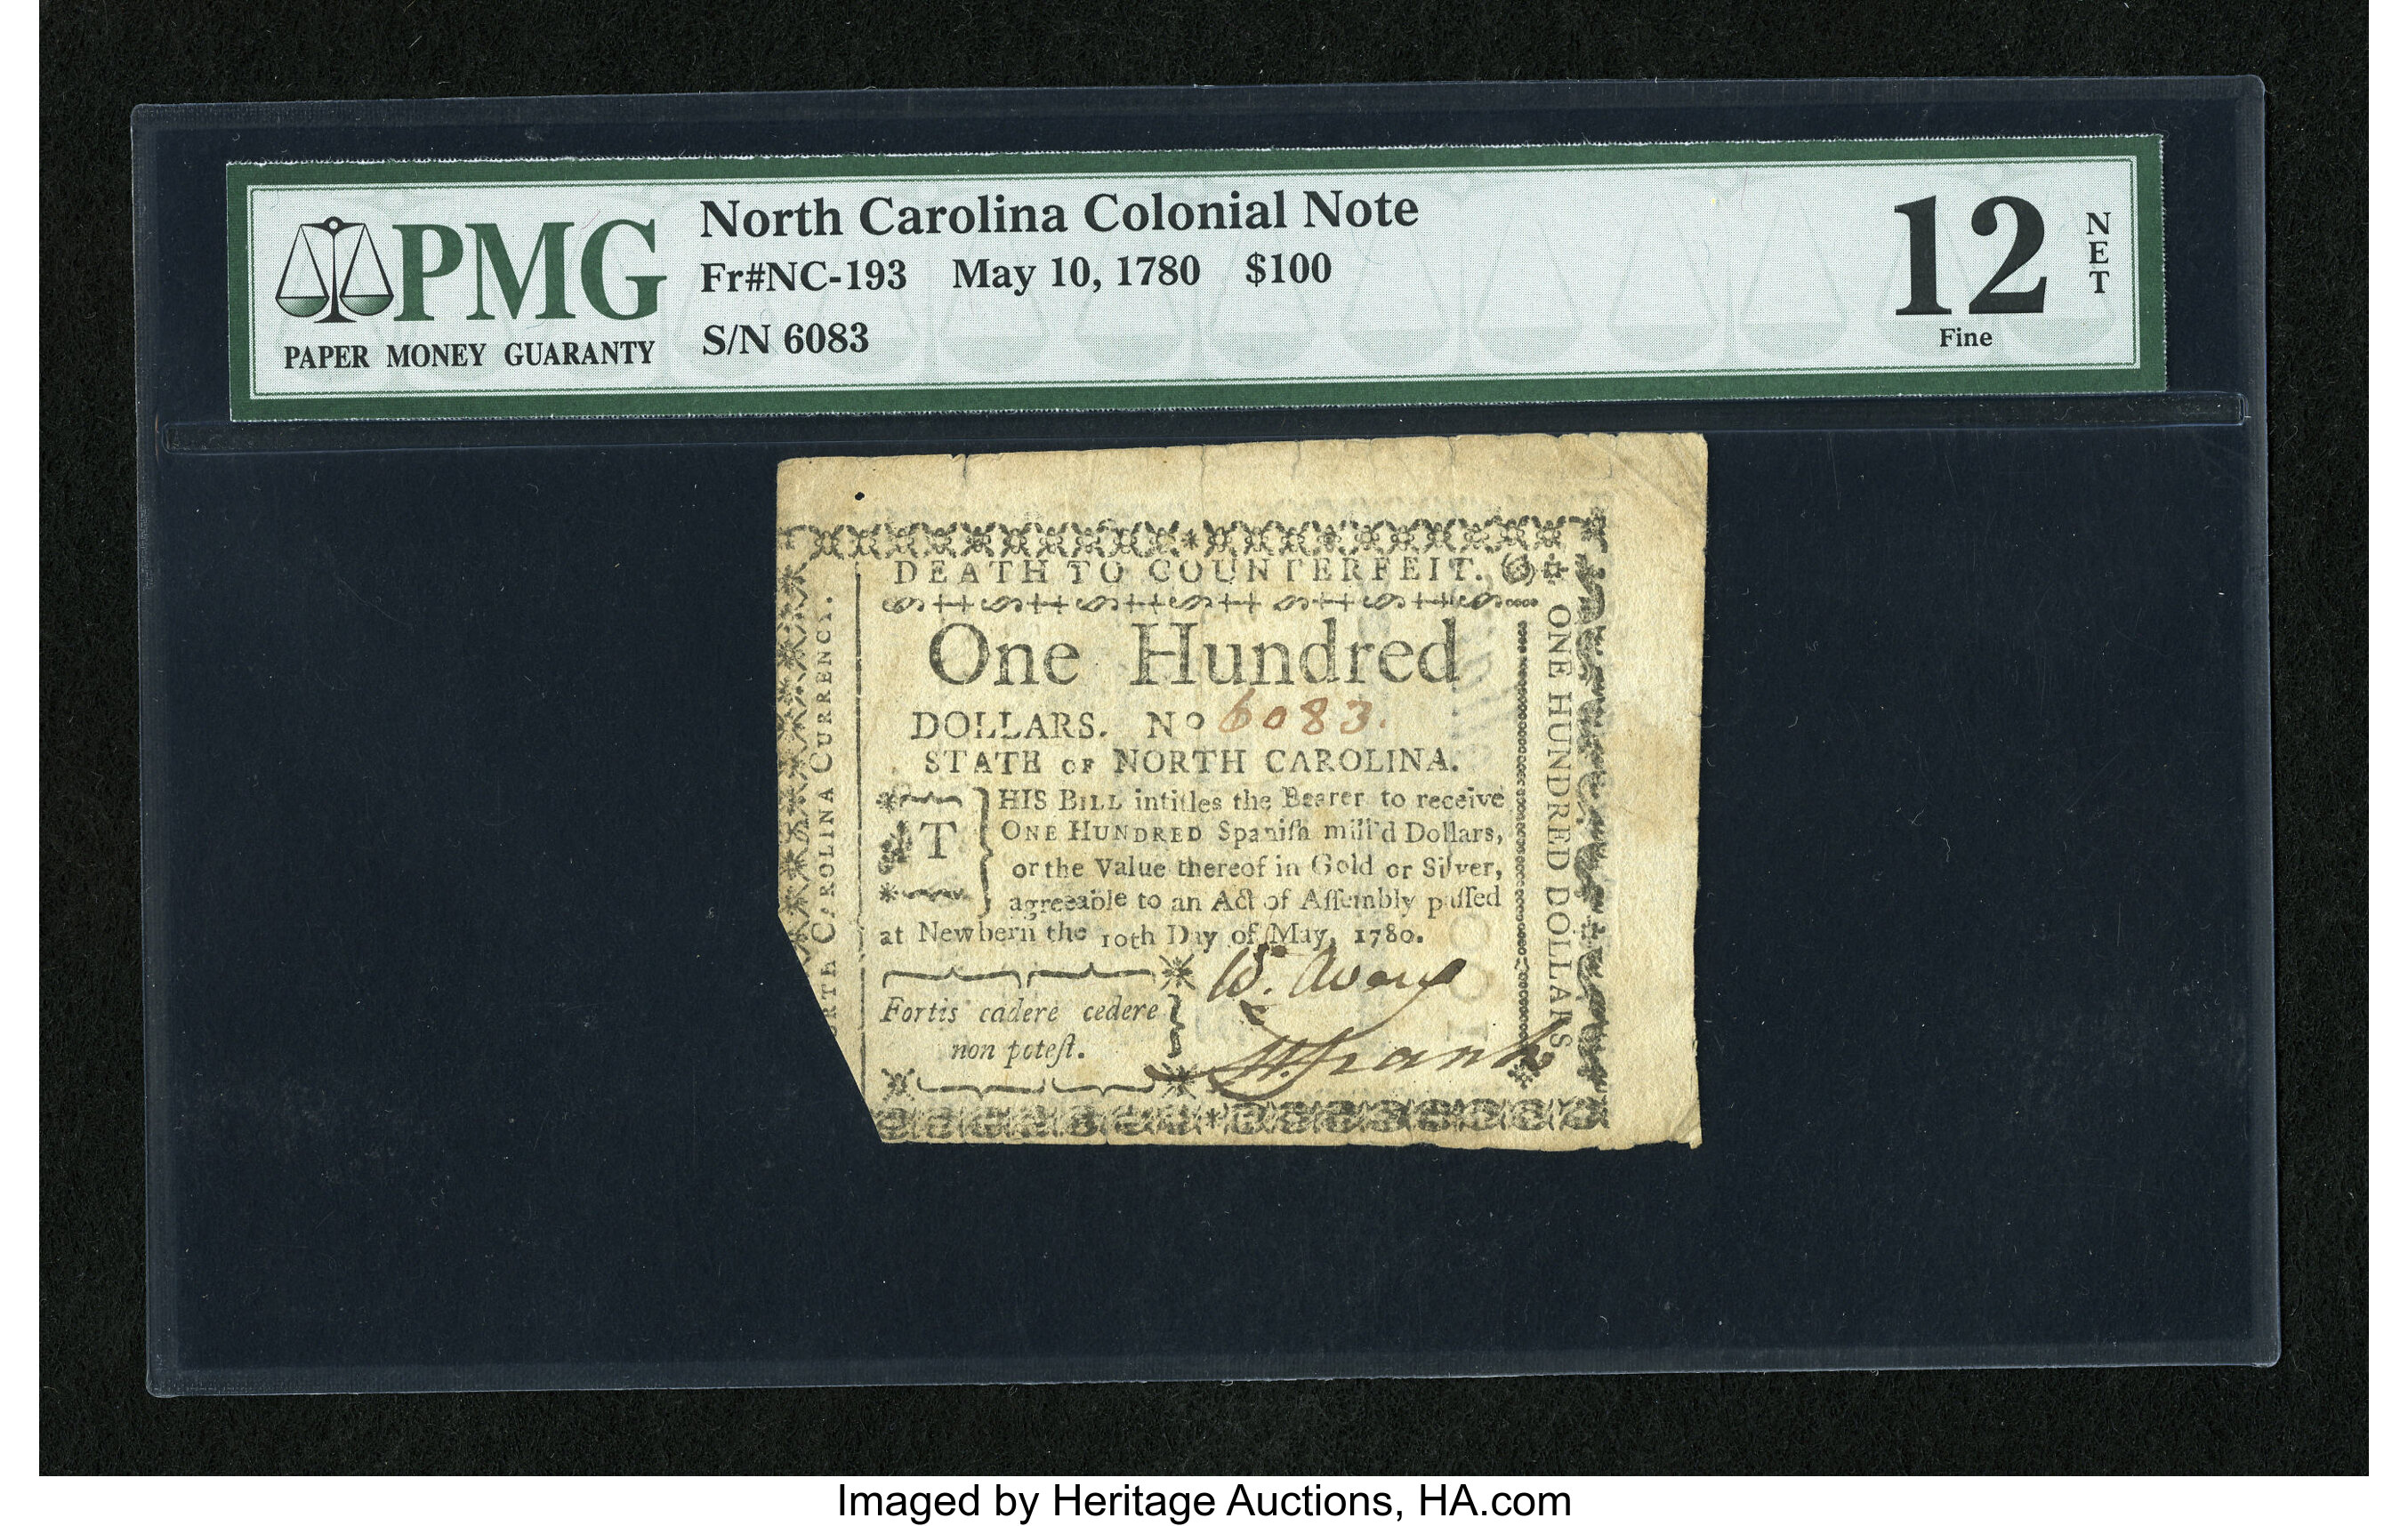 PMG
PAPER MONEY GUARANTY
North Carolina Colonial Note
Fr#NC-193 May 10, 1780 $100
S/N 6083
12
NET
Fine
DEATH TO COUNTERFEIT.
One Hundred
DOLLARS. No 6083.
STATE OF NORTH CAROLINA.
THIS BILL intitles the Bearer to receive
ONE HUNDRED Spaniſh mill'd Dollars,
or the Value thereof in Gold or Silver,
agreeable to an Act of Aſſembly paſſed
at Newbern the 10th Day of May, 1780.
Fortis cadere cedere
non poteſt.
W. Avery
ORTH CAROLINA CURRENCY.
ONE HUNDRED DOLLARS
Imaged by Heritage Auctions, HA.com